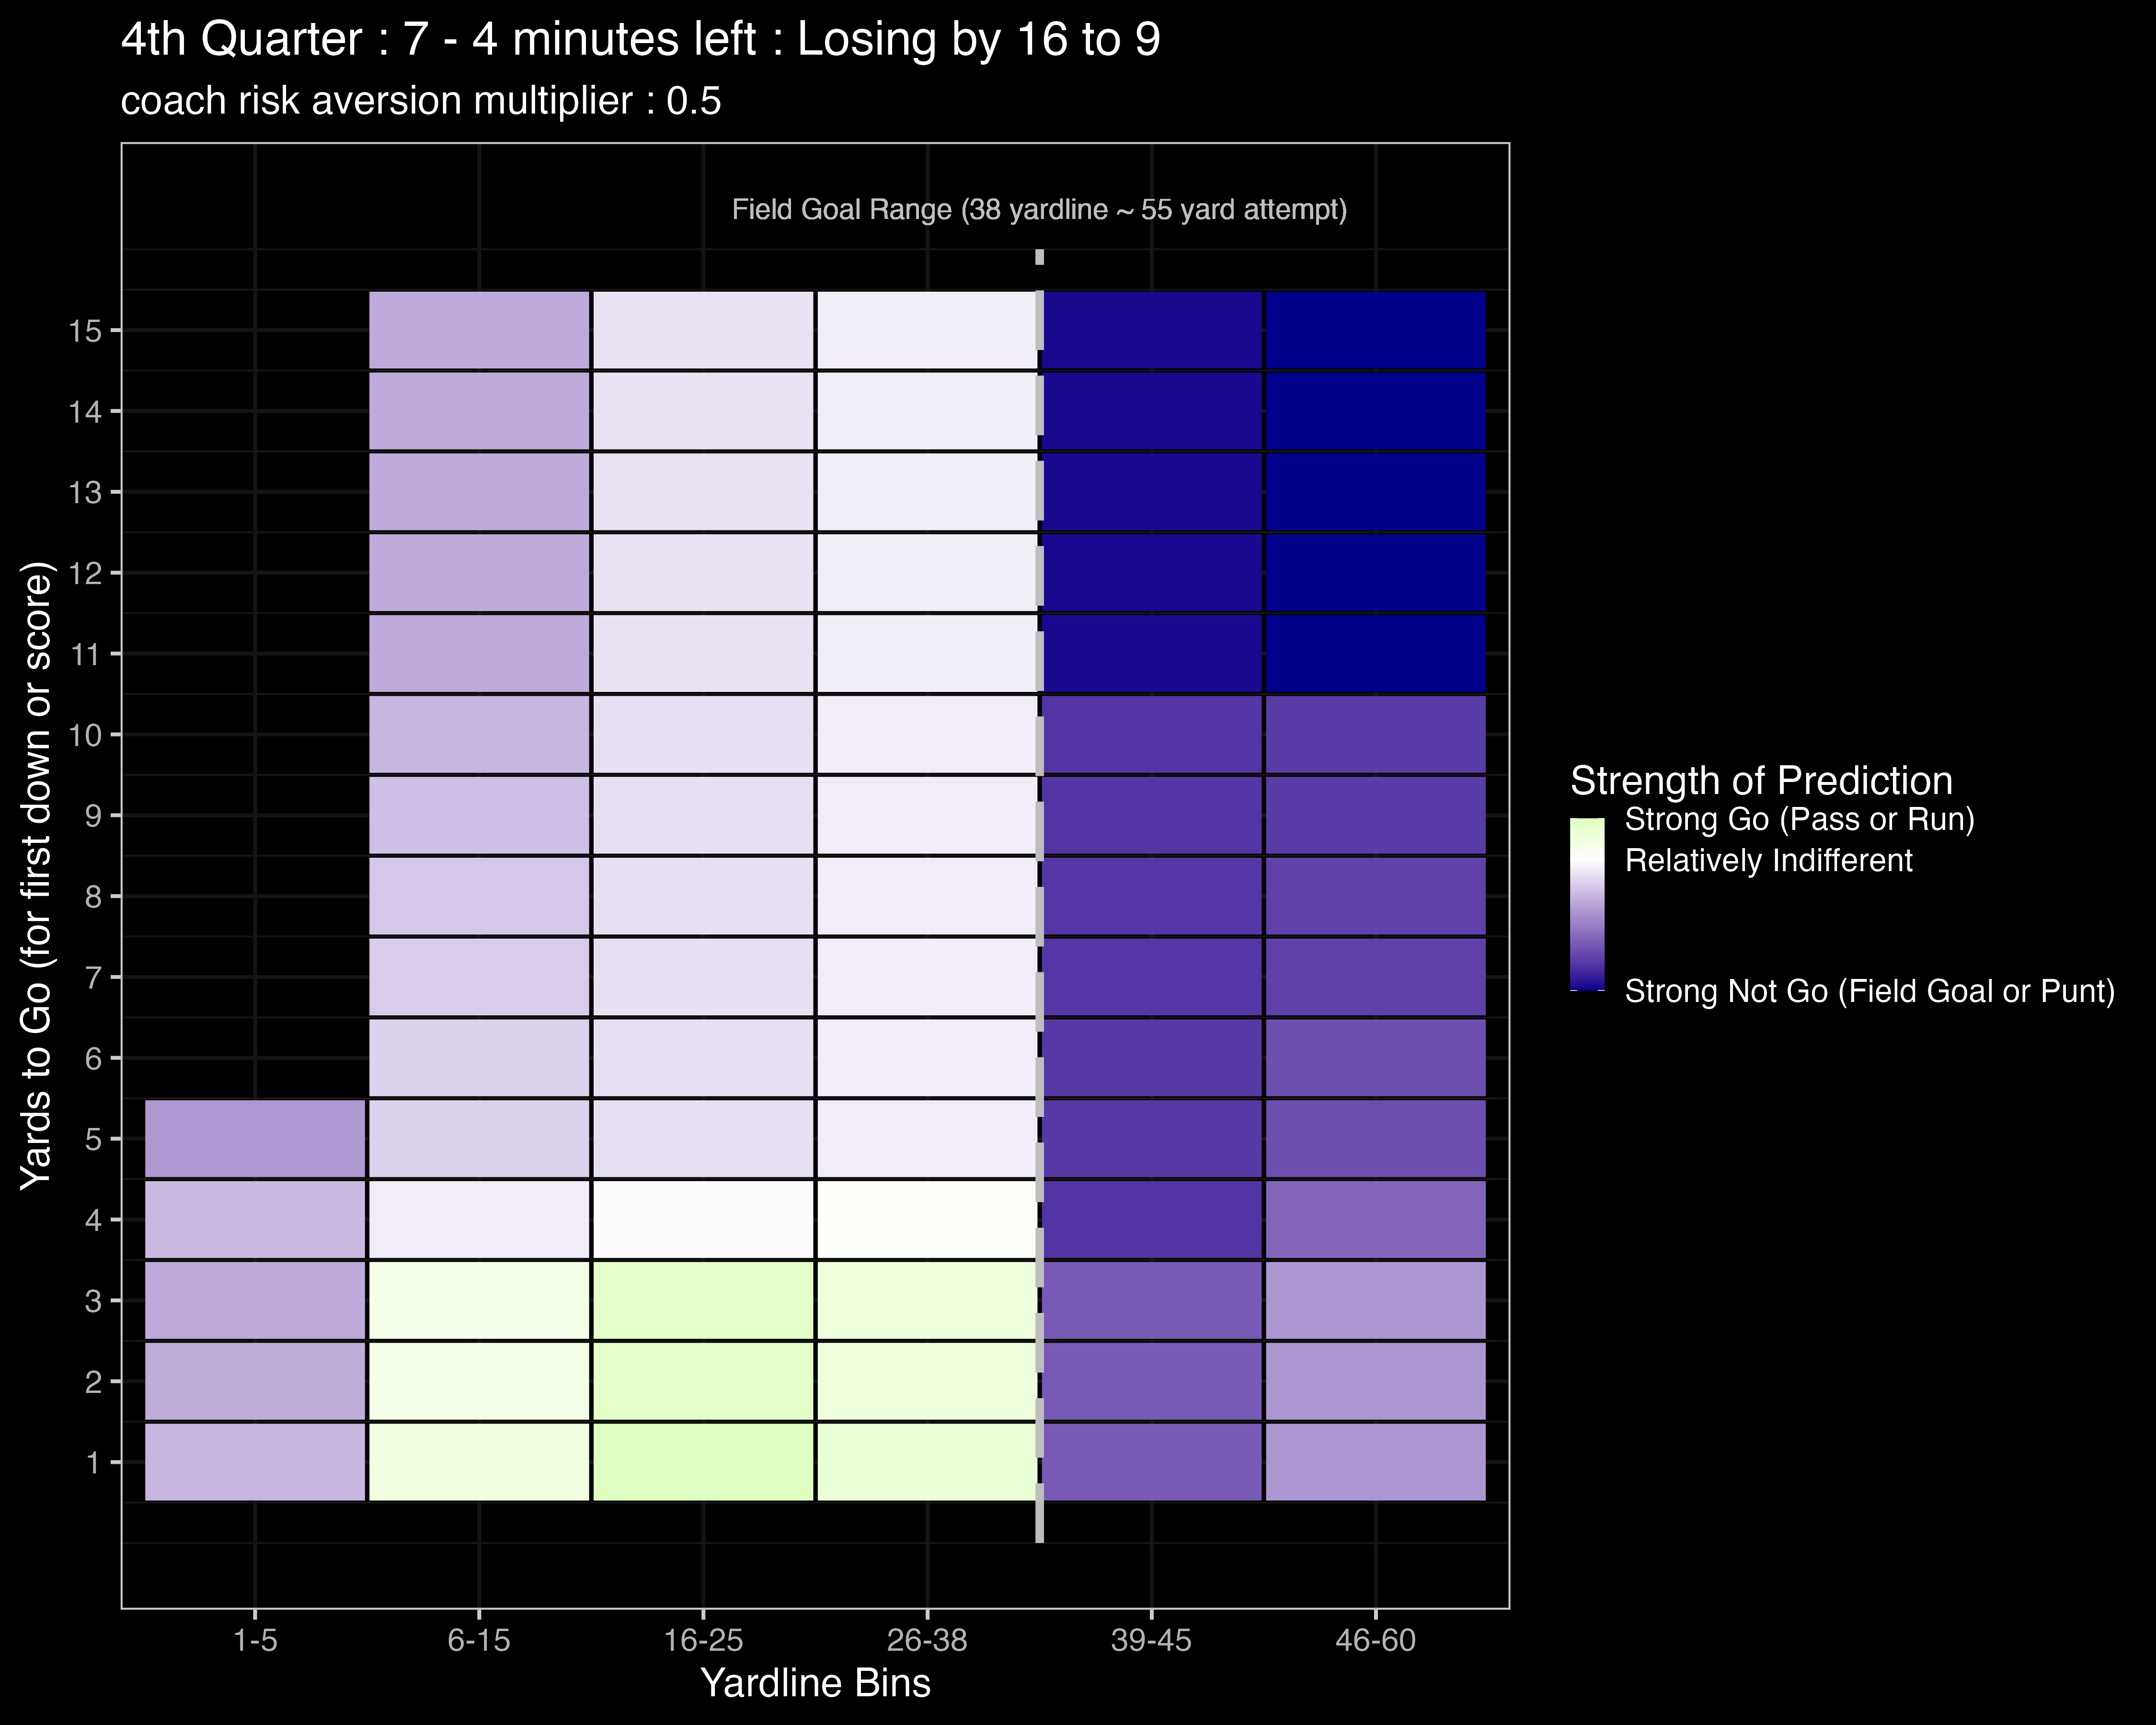 4th Quarter : 7 - 4 minutes left : Losing by 16 to 9
coach risk aversion multiplier : 0.5
Field Goal Range (38 yardline ~ 55 yard attempt)
Yards to Go (for first down or score)
15
14
13
12
11
10
9
8
7
6
5
4
3
2
1
1-5
6-15
16-25
26-38
39-45
46-60
Yardline Bins
Strength of Prediction
Strong Go (Pass or Run)
Relatively Indifferent
Strong Not Go (Field Goal or Punt)